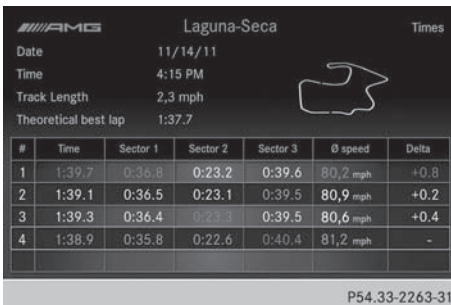 AMG Laguna-Seca Times
Date 11/14/11
Time 4:15 PM
Track Length 2,3 mph
Theoretical best lap 1:37.7
# Time Sector 1 Sector 2 Sector 3 Ø speed Delta
1 1:39.7 0:36.8 0:23.2 0:39.6 80,2 mph +0.8
2 1:39.1 0:36.5 0:23.1 0:39.5 80,9 mph +0.2
3 1:39.3 0:36.4 0:23.3 0:39.5 80,6 mph +0.4
4 1:38.9 0:35.8 0:22.6 0:40.4 81,2 mph -
P54.33-2263-31